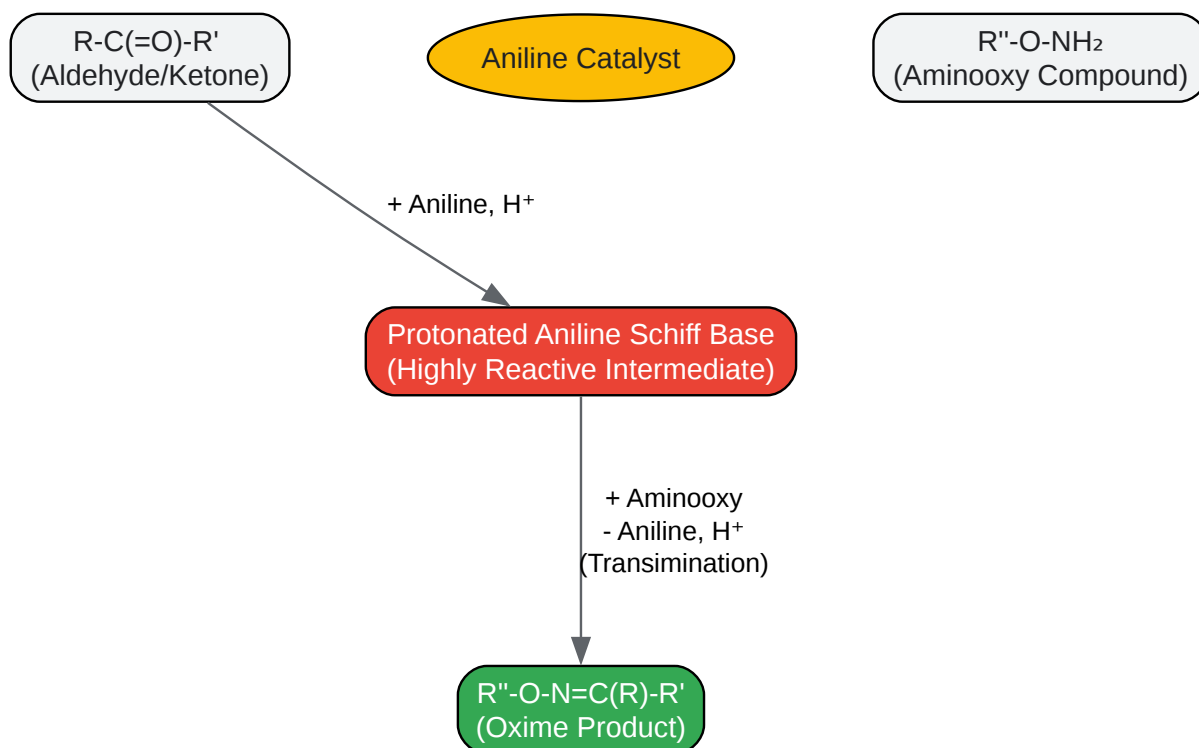 R-C(=O)-R'
(Aldehyde/Ketone)
Aniline Catalyst
R''-O-NH₂
(Aminooxy Compound)
+ Aniline, H⁺
Protonated Aniline Schiff Base
(Highly Reactive Intermediate)
+ Aminooxy
- Aniline, H⁺
(Transimination)
R''-O-N=C(R)-R'
(Oxime Product)